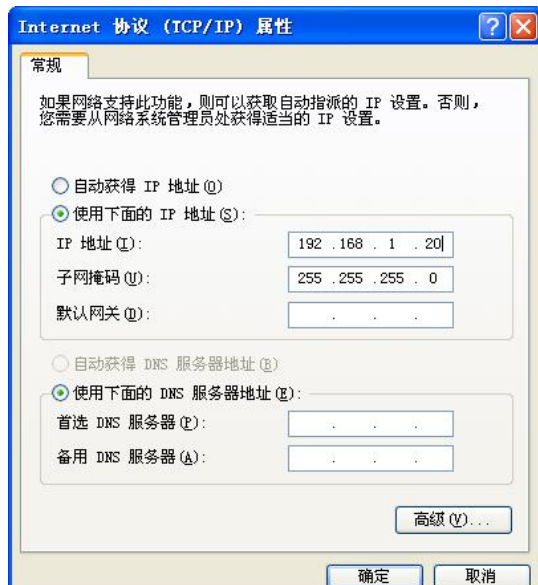 Internet 协议 (TCP/IP) 属性
常规
如果网络支持此功能，则可以获取自动指派的 IP 设置。否则，
您需要从网络系统管理员处获得适当的 IP 设置。
自动获得 IP 地址(O)
使用下面的 IP 地址(S):
IP 地址(I): 192 .168 . 1 . 20
子网掩码(U): 255 .255 .255 . 0
默认网关(D): . . .
自动获得 DNS 服务器地址(B)
使用下面的 DNS 服务器地址(E):
首选 DNS 服务器(P): . . .
备用 DNS 服务器(A): . . .
高级(V)...
确定 取消